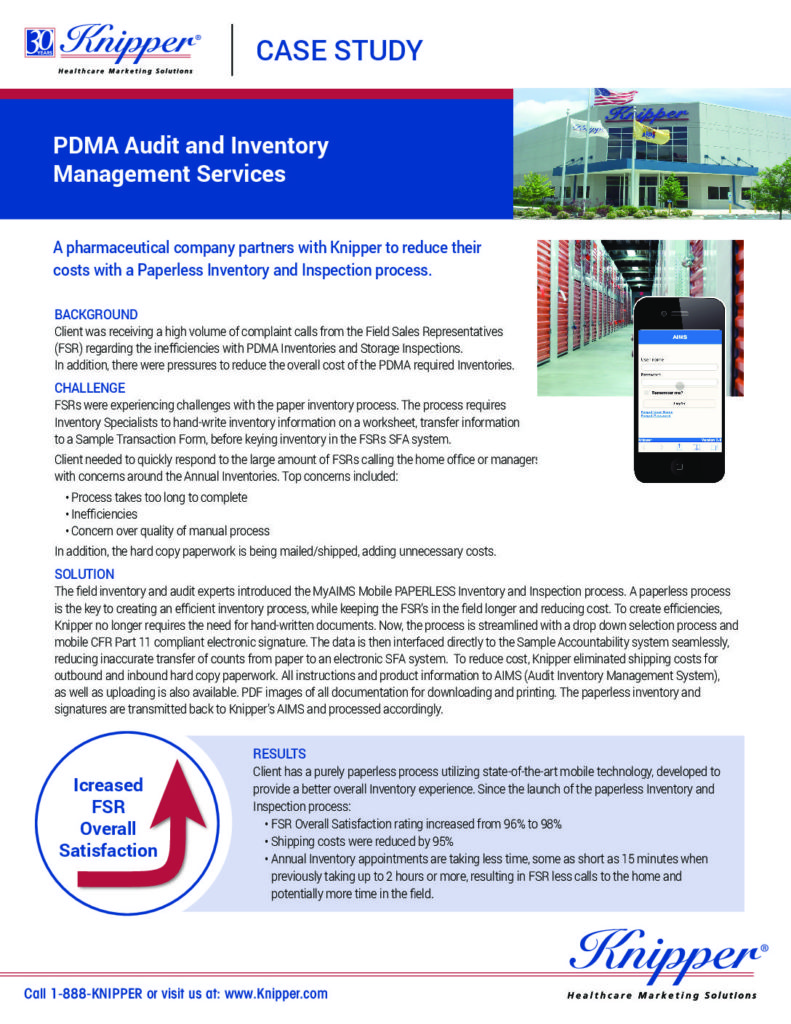 30
YEARS
Knipper®
Healthcare Marketing Solutions
CASE STUDY
PDMA Audit and Inventory
Management Services
Knipper
A pharmaceutical company partners with Knipper to reduce their
costs with a Paperless Inventory and Inspection process.
BACKGROUND
Client was receiving a high volume of complaint calls from the Field Sales Representatives
(FSR) regarding the inefficiencies with PDMA Inventories and Storage Inspections.
In addition, there were pressures to reduce the overall cost of the PDMA required Inventories.
CHALLENGE
FSRs were experiencing challenges with the paper inventory process. The process requires
Inventory Specialists to hand-write inventory information on a worksheet, transfer information
to a Sample Transaction Form, before keying inventory in the FSRs SFA system.
Client needed to quickly respond to the large amount of FSRs calling the home office or managers
with concerns around the Annual Inventories. Top concerns included:
• Process takes too long to complete
• Inefficiencies
• Concern over quality of manual process
In addition, the hard copy paperwork is being mailed/shipped, adding unnecessary costs.
AIMS
User name
Password
Remember me?
Log In
SOLUTION
The field inventory and audit experts introduced the MyAIMS Mobile PAPERLESS Inventory and Inspection process. A paperless process
is the key to creating an efficient inventory process, while keeping the FSR's in the field longer and reducing cost. To create efficiencies,
Knipper no longer requires the need for hand-written documents. Now, the process is streamlined with a drop down selection process and
mobile CFR Part 11 compliant electronic signature. The data is then interfaced directly to the Sample Accountability system seamlessly,
reducing inaccurate transfer of counts from paper to an electronic SFA system. To reduce cost, Knipper eliminated shipping costs for
outbound and inbound hard copy paperwork. All instructions and product information to AIMS (Audit Inventory Management System),
as well as uploading is also available. PDF images of all documentation for downloading and printing. The paperless inventory and
signatures are transmitted back to Knipper's AIMS and processed accordingly.
Icreased
FSR
Overall
Satisfaction
RESULTS
Client has a purely paperless process utilizing state-of-the-art mobile technology, developed to
provide a better overall Inventory experience. Since the launch of the paperless Inventory and
Inspection process:
• FSR Overall Satisfaction rating increased from 96% to 98%
• Shipping costs were reduced by 95%
• Annual Inventory appointments are taking less time, some as short as 15 minutes when
previously taking up to 2 hours or more, resulting in FSR less calls to the home and
potentially more time in the field.
Knipper®
Healthcare Marketing Solutions
Call 1-888-KNIPPER or visit us at: www.Knipper.com